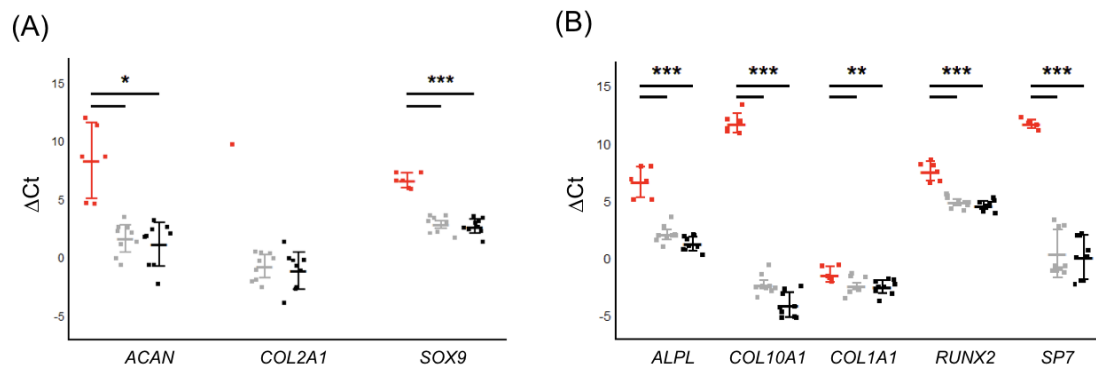 (A)
ΔCt
15
10
5
0
-5
*
***
ACAN
COL2A1
SOX9
(B)
ΔCt
15
10
5
0
-5
***
***
**
***
***
ALPL
COL10A1
COL1A1
RUNX2
SP7